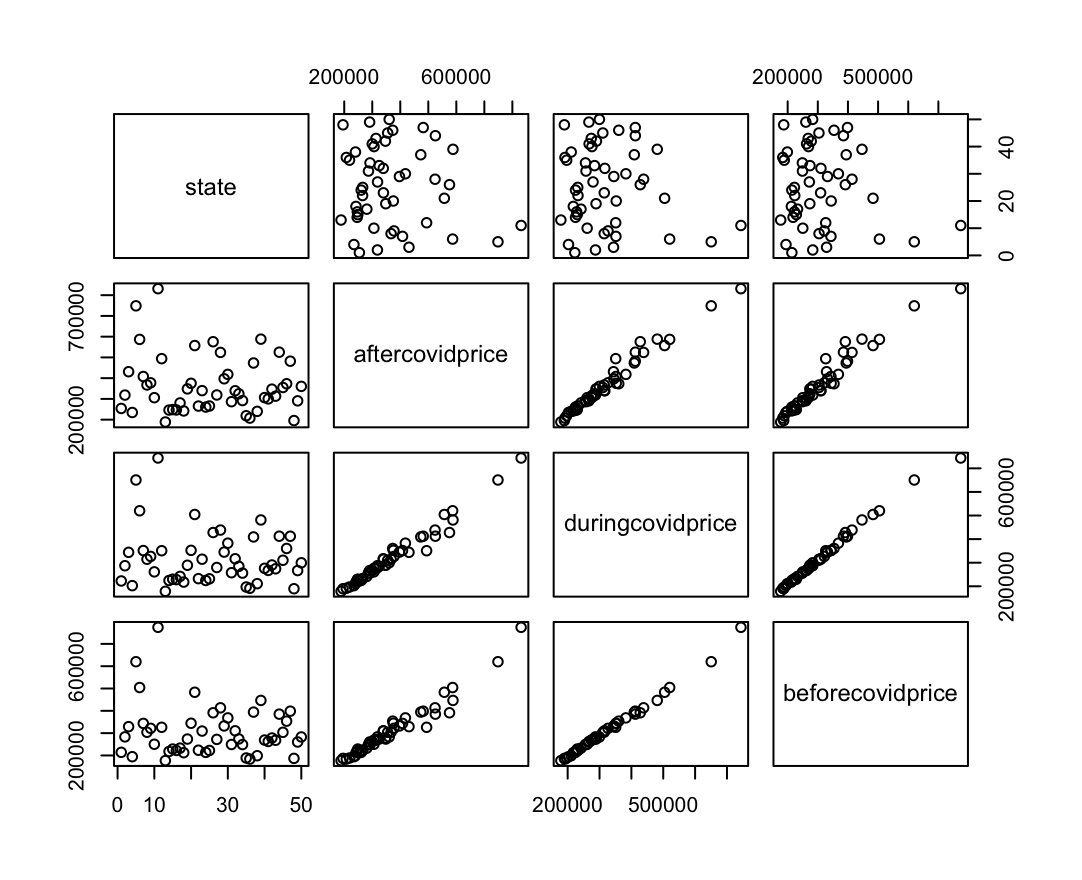 200000 600000 200000 500000
state
0 20 40
200000 700000
aftercovidprice
duringcovidprice
200000 600000
200000 600000
beforecovidprice
0 10 30 50 200000 500000